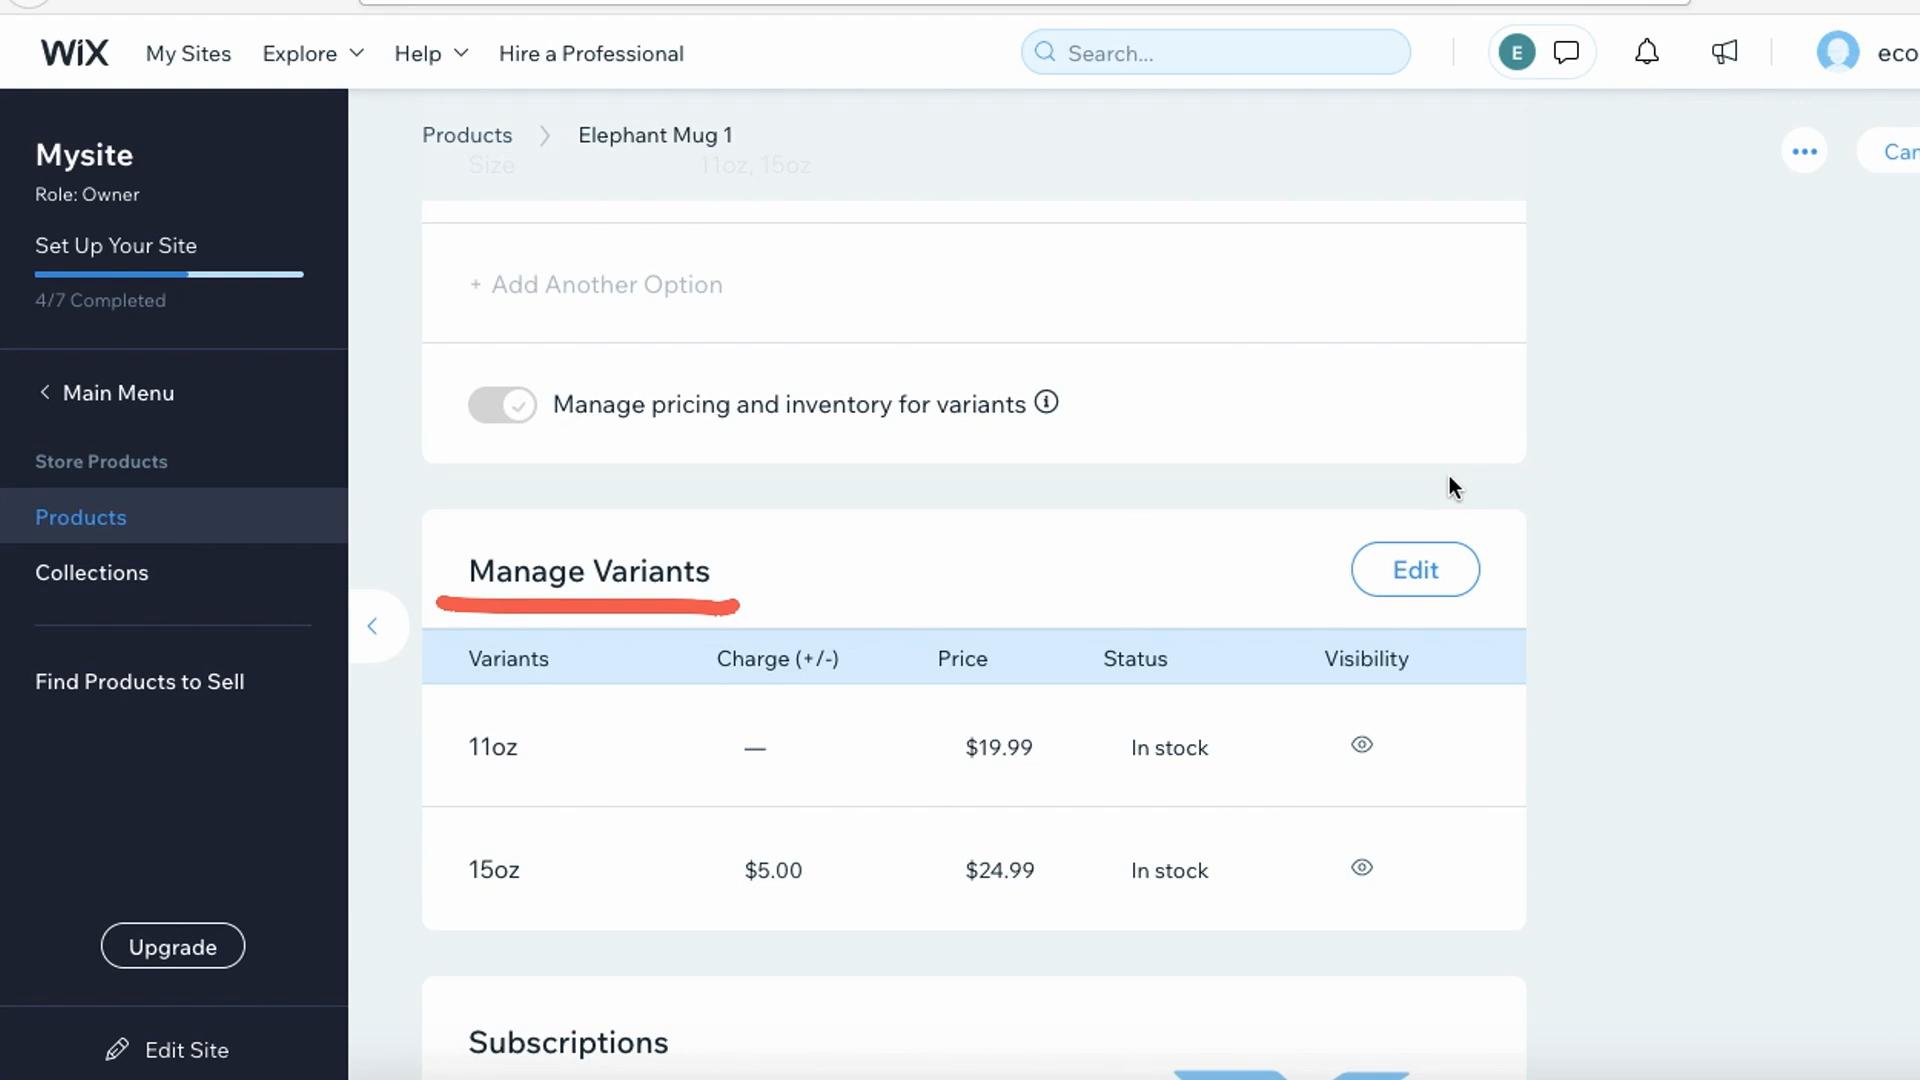 WiX My Sites Explore Help Hire a Professional Search... E eco
Mysite
Role: Owner
Set Up Your Site
4/7 Completed
Main Menu
Store Products
Products
Collections
Find Products to Sell
Upgrade
Edit Site
Products Elephant Mug 1
Size 11oz, 15oz
+ Add Another Option
Manage pricing and inventory for variants
Manage Variants Edit
Variants Charge (+/-) Price Status Visibility
11oz — $19.99 In stock
15oz $5.00 $24.99 In stock
Subscriptions